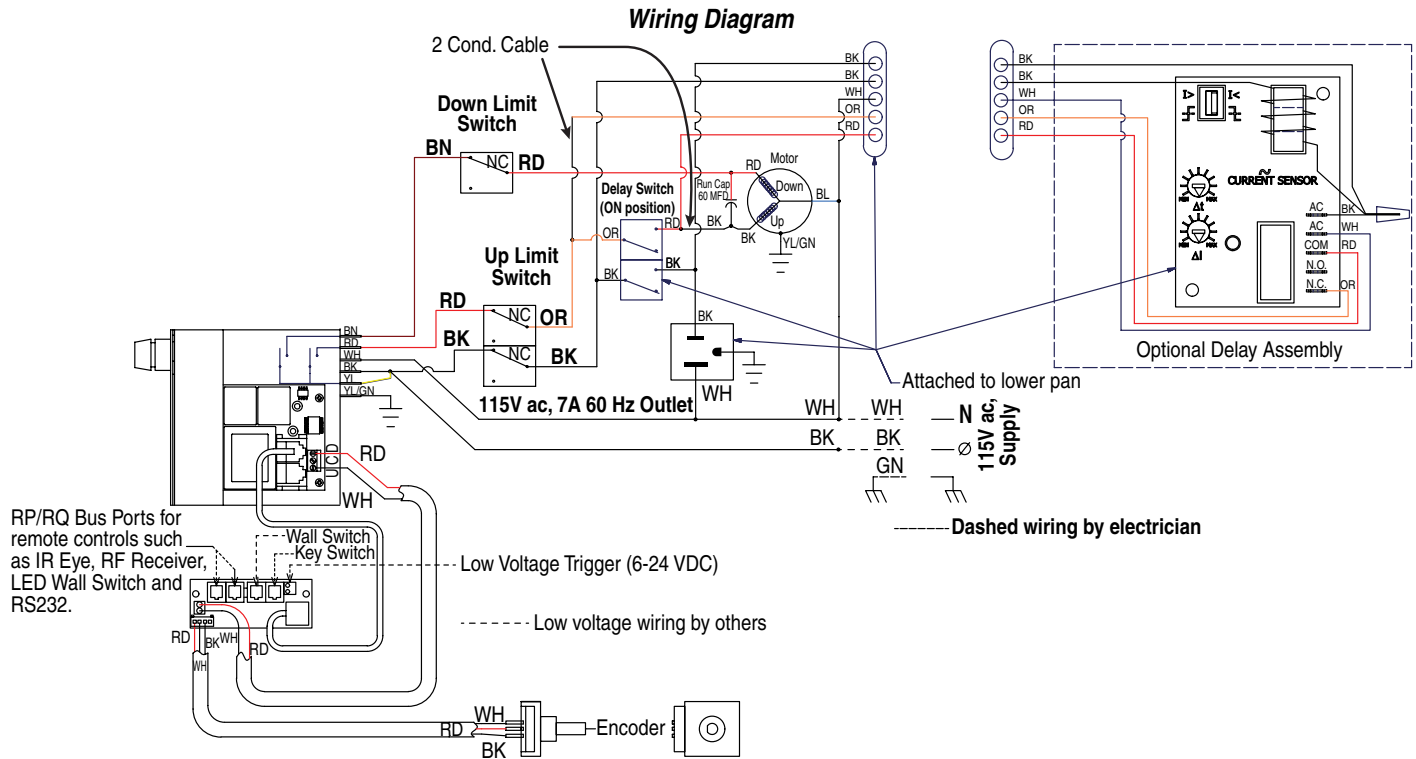 Wiring Diagram
2 Cond. Cable
Down Limit
Switch
BN
NC
RD
Delay Switch
(ON position)
OR
RD
BK
BK
Up Limit
Switch
RD
NC
OR
BK
NC
BK
Run Cap
60 MFD
RD
Motor
Down
Up
BL
BK
BK
YL/GN
BK
BK
WH
OR
RD
BK
BK
WH
OR
RD
I>
I<
CURRENT SENSOR
~
MIN
MAX
Δt
MIN
MAX
ΔI
AC
BK
AC
WH
COM
RD
N.O.
N.C.
OR
Optional Delay Assembly
BK
WH
115V ac, 7A 60 Hz Outlet
Attached to lower pan
WH
WH
N
BK
BK
Ø
GN
115V ac,
Supply
Dashed wiring by electrician
BN
RD
WH
BK
YL
YL/GN
U C D
RD
WH
RP/RQ Bus Ports for
remote controls such
as IR Eye, RF Receiver,
LED Wall Switch and
RS232.
Wall Switch
Key Switch
Low Voltage Trigger (6-24 VDC)
Low voltage wiring by others
RD
BK
WH
RD
WH
WH
RD
BK
Encoder